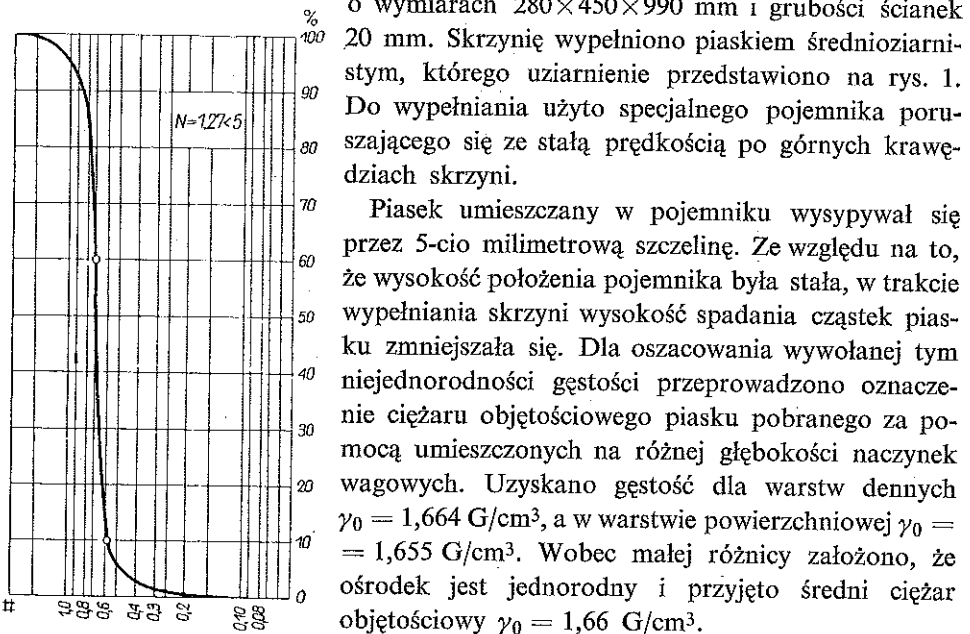 o wymiarach 280×450×990 mm i grubości ścianek
20 mm. Skrzynię wypełniono piaskiem średnioziarni-
stym, którego uziarnienie przedstawiono na rys. 1.
Do wypełniania użyto specjalnego pojemnika poru-
szającego się ze stałą prędkością po górnych krawę-
dziach skrzyni.
Piasek umieszczany w pojemniku wysypywał się
przez 5-cio milimetrową szczelinę. Ze względu na to,
że wysokość położenia pojemnika była stała, w trakcie
wypełniania skrzyni wysokość spadania cząstek pias-
ku zmniejszała się. Dla oszacowania wywołanej tym
niejednorodności gęstości przeprowadzono oznacze-
nie ciężaru objętościowego piasku pobranego za po-
mocą umieszczonych na różnej głębokości naczynek
wagowych. Uzyskano gęstość dla warstw dennych
γ0 = 1,664 G/cm³, a w warstwie powierzchniowej γ0 =
= 1,655 G/cm³. Wobec małej różnicy założono, że
ośrodek jest jednorodny i przyjęto średni ciężar
objętościowy γ0 = 1,66 G/cm³.
%
100
90
N=1,27<5
80
70
60
50
40
30
20
10
0
# 1,0 0,8 0,6 0,4 0,3 0,2 0,10 0,08